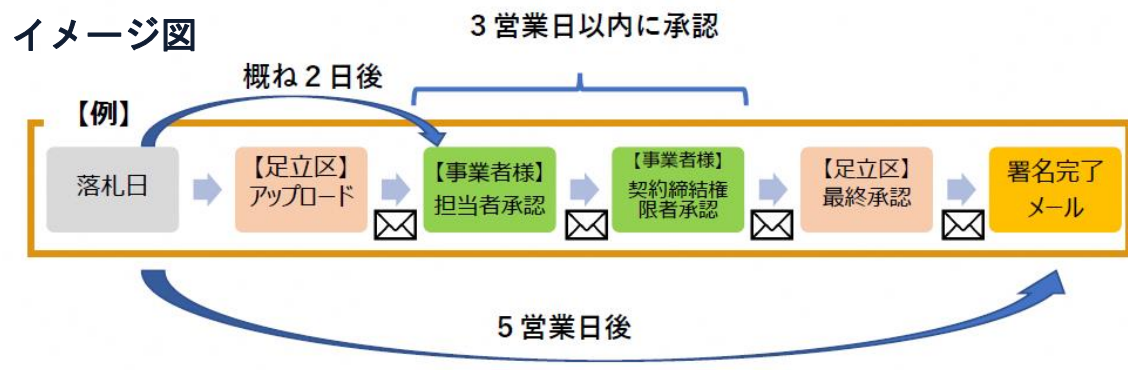 イメージ図
3営業日以内に承認
概ね2日後
【例】
落札日
【足立区】
アップロード
【事業者様】
担当者承認
【事業者様】
契約締結権
限者承認
【足立区】
最終承認
署名完了
メール
5営業日後